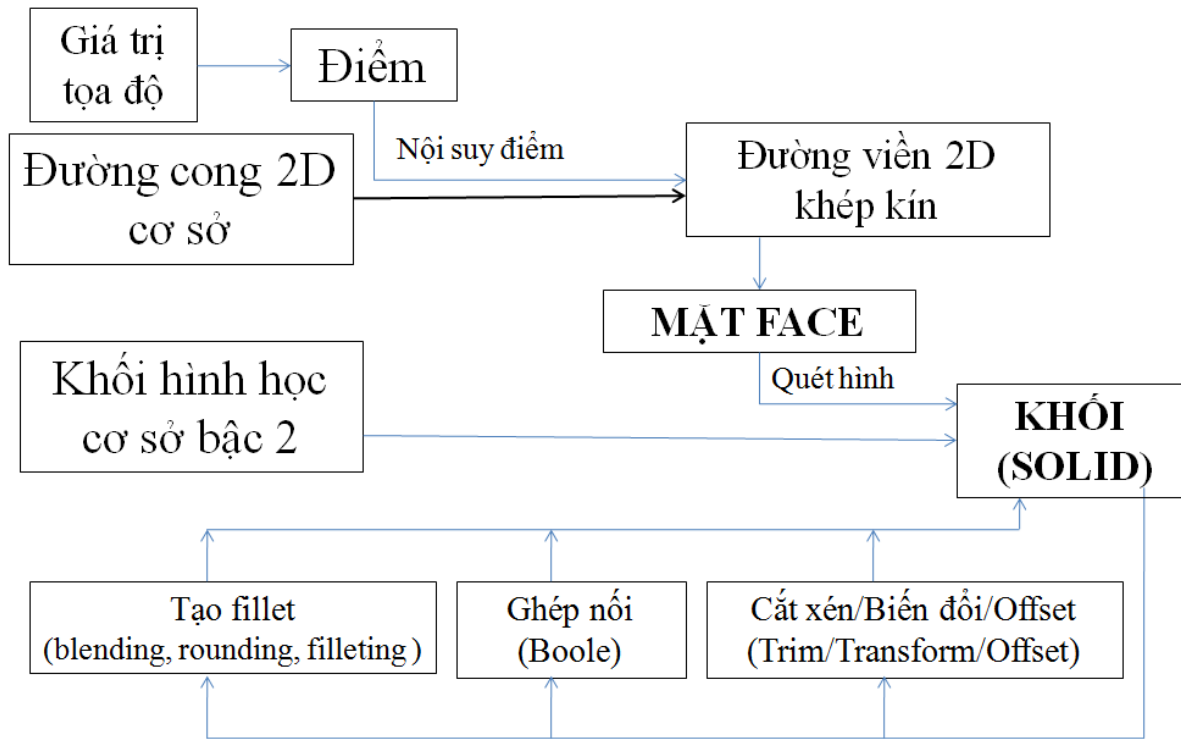 Giá trị
tọa độ
Điểm
Đường cong 2D
cơ sở
Nội suy điểm
Đường viền 2D
khép kín
MẶT FACE
Quét hình
Khối hình học
cơ sở bậc 2
KHỐI
(SOLID)
Tạo fillet
(blending, rounding, filleting )
Ghép nối
(Boole)
Cắt xén/Biến đổi/Offset
(Trim/Transform/Offset)